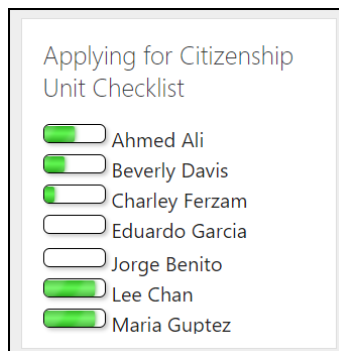 Applying for Citizenship
Unit Checklist
Ahmed Ali
Beverly Davis
Charley Ferzam
Eduardo Garcia
Jorge Benito
Lee Chan
Maria Guptez